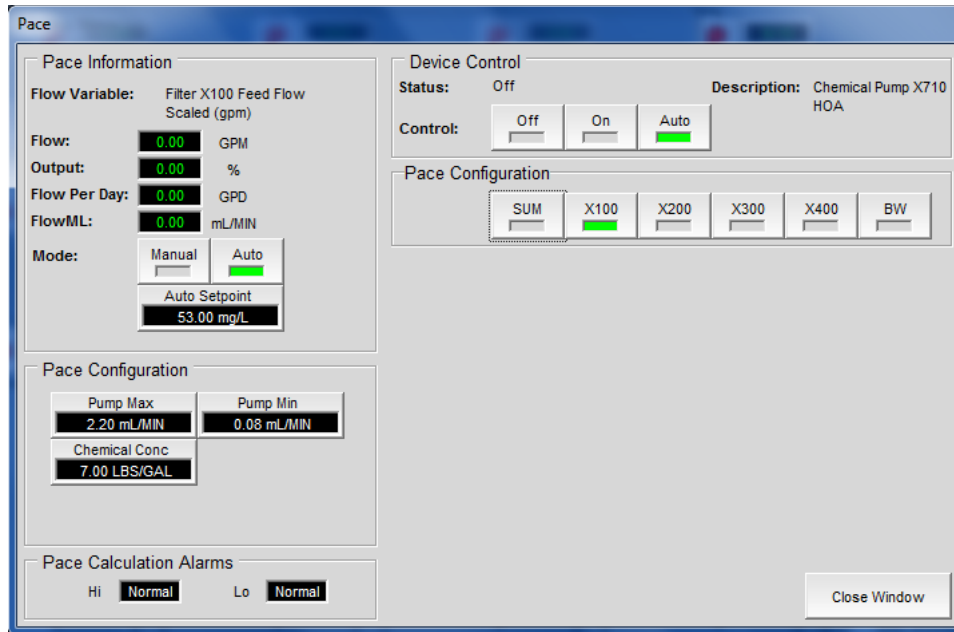 Pace
Pace Information
Flow Variable: Filter X100 Feed Flow
Scaled (gpm)
Flow: 0.00 GPM
Output: 0.00 %
Flow Per Day: 0.00 GPD
FlowML: 0.00 mL/MIN
Mode: Manual Auto
Auto Setpoint
53.00 mg/L
Pace Configuration
Pump Max Pump Min
2.20 mL/MIN 0.08 mL/MIN
Chemical Conc
7.00 LBS/GAL
Pace Calculation Alarms
Hi Normal Lo Normal
Device Control
Status: Off Description: Chemical Pump X710
HOA
Control: Off On Auto
Pace Configuration
SUM X100 X200 X300 X400 BW
Close Window